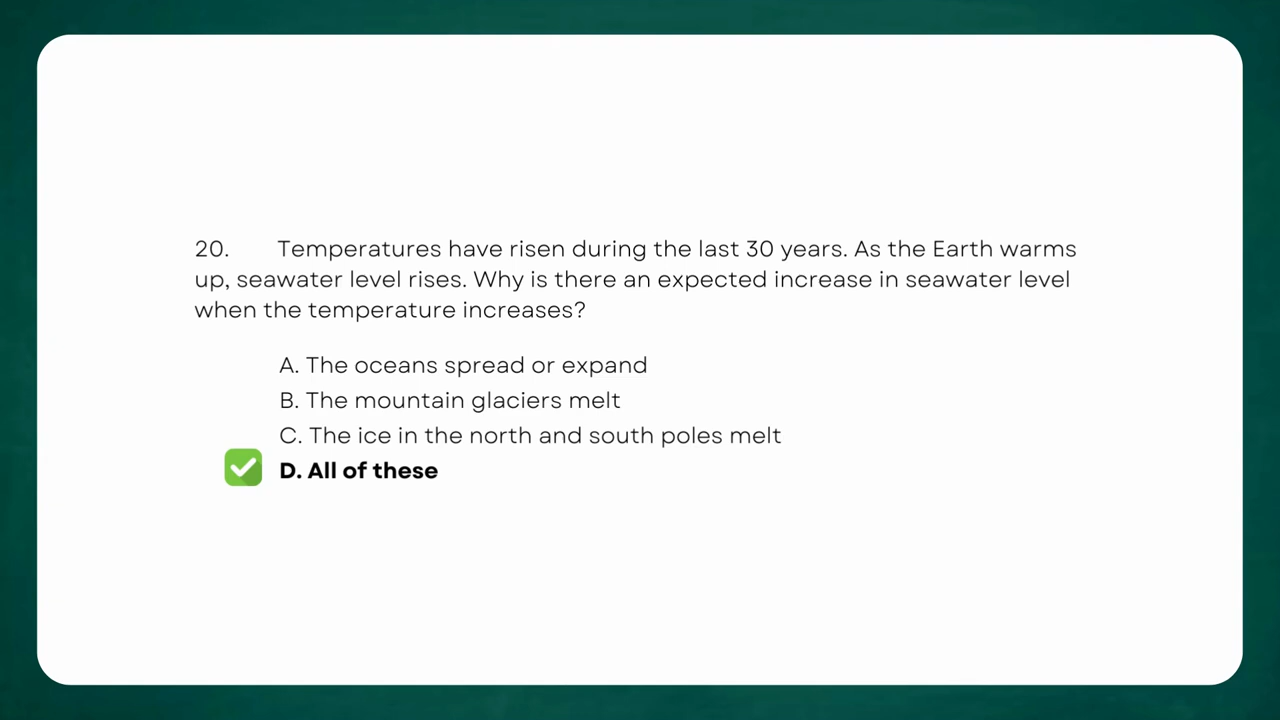 20. Temperatures have risen during the last 30 years. As the Earth warms
up, seawater level rises. Why is there an expected increase in seawater level
when the temperature increases?
A. The oceans spread or expand
B. The mountain glaciers melt
C. The ice in the north and south poles melt
D. All of these